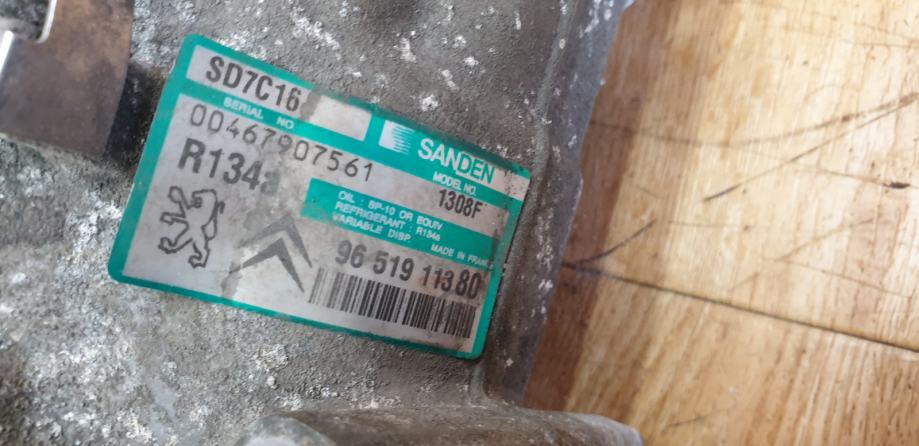 SD7C16
SERIAL NO
00467907561
SANDEN
MODEL NO.
1308F
R134a
OIL : SP-10 OR EQUIV
REFRIGERANT : R134a
VARIABLE DISP.
MADE IN FRANCE
96 519 113 80